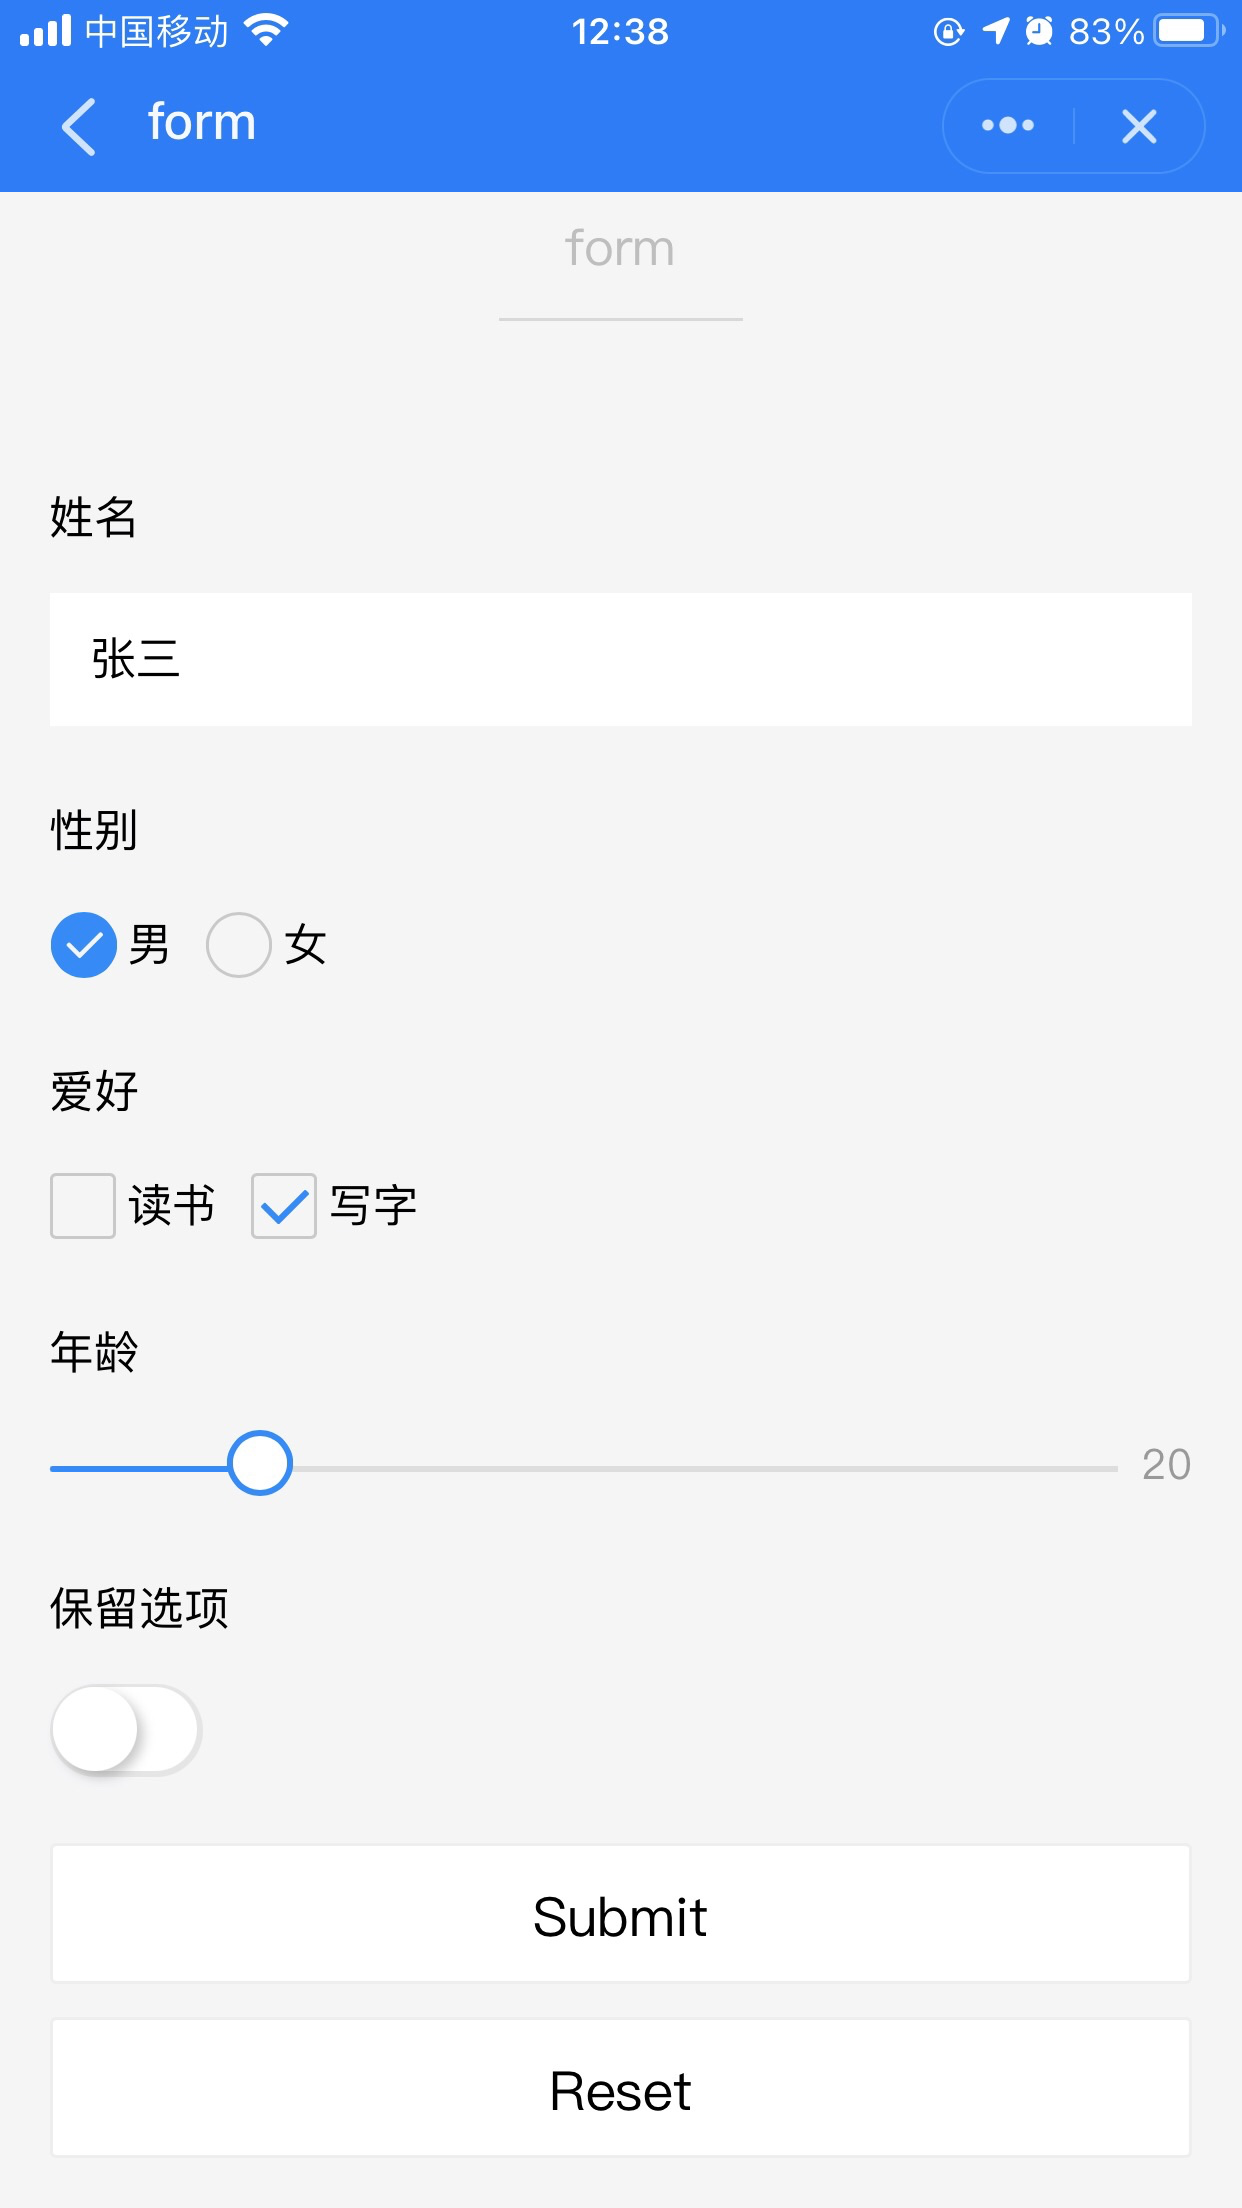 中国移动 12:38 83%
form
form
姓名
张三
性别
男 女
爱好
读书 写字
年龄
20
保留选项
Submit
Reset